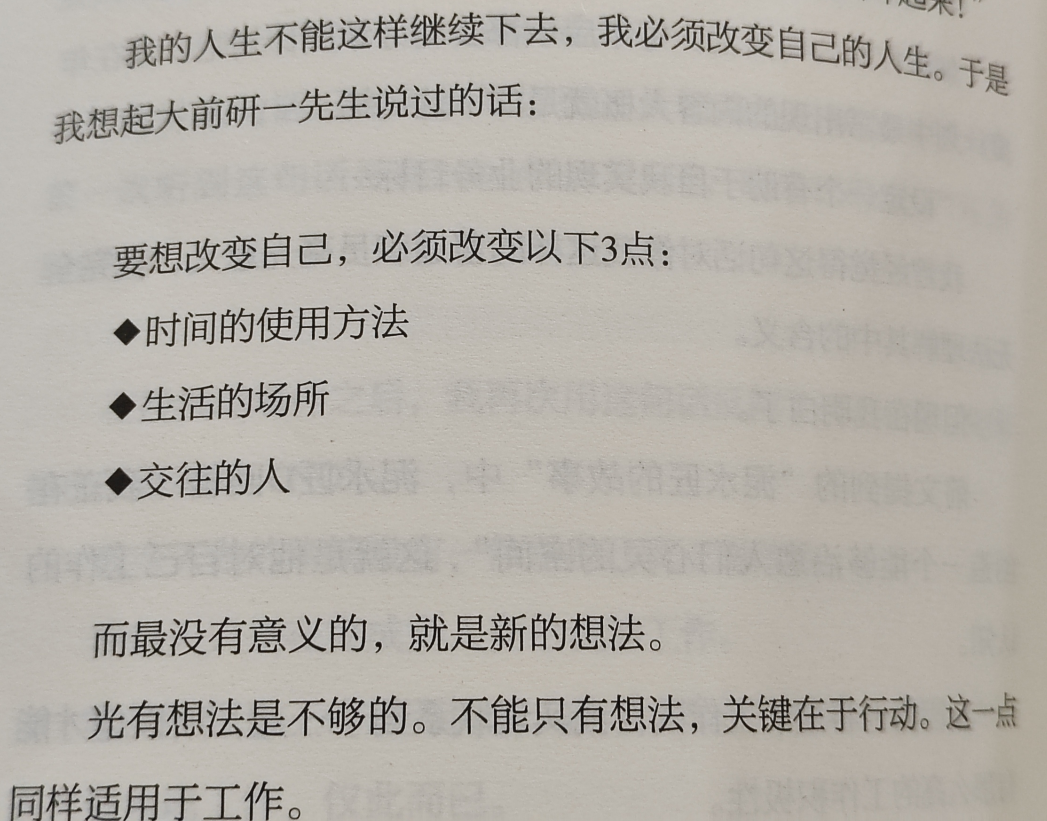 起来!”
我的人生不能这样继续下去，我必须改变自己的人生。于是
我想起大前研一先生说过的话：
要想改变自己，必须改变以下3点：
◆时间的使用方法
◆生活的场所
◆交往的人
而最没有意义的，就是新的想法。
光有想法是不够的。不能只有想法，关键在于行动。这一点
同样适用于工作。